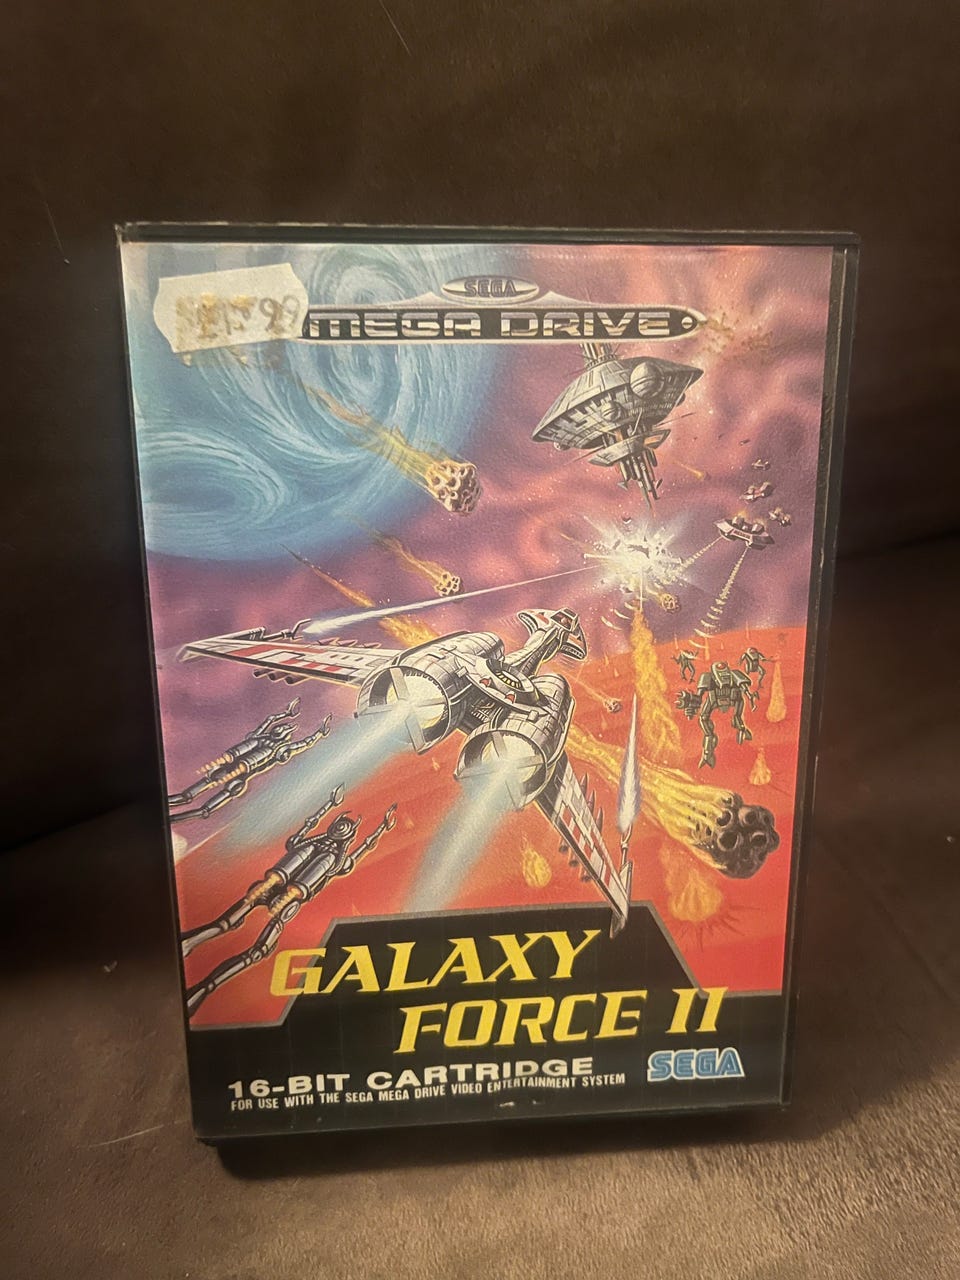 SEGA
MEGA DRIVE
GALAXY
FORCE II
16-BIT CARTRIDGE
FOR USE WITH THE SEGA MEGA DRIVE VIDEO ENTERTAINMENT SYSTEM
SEGA